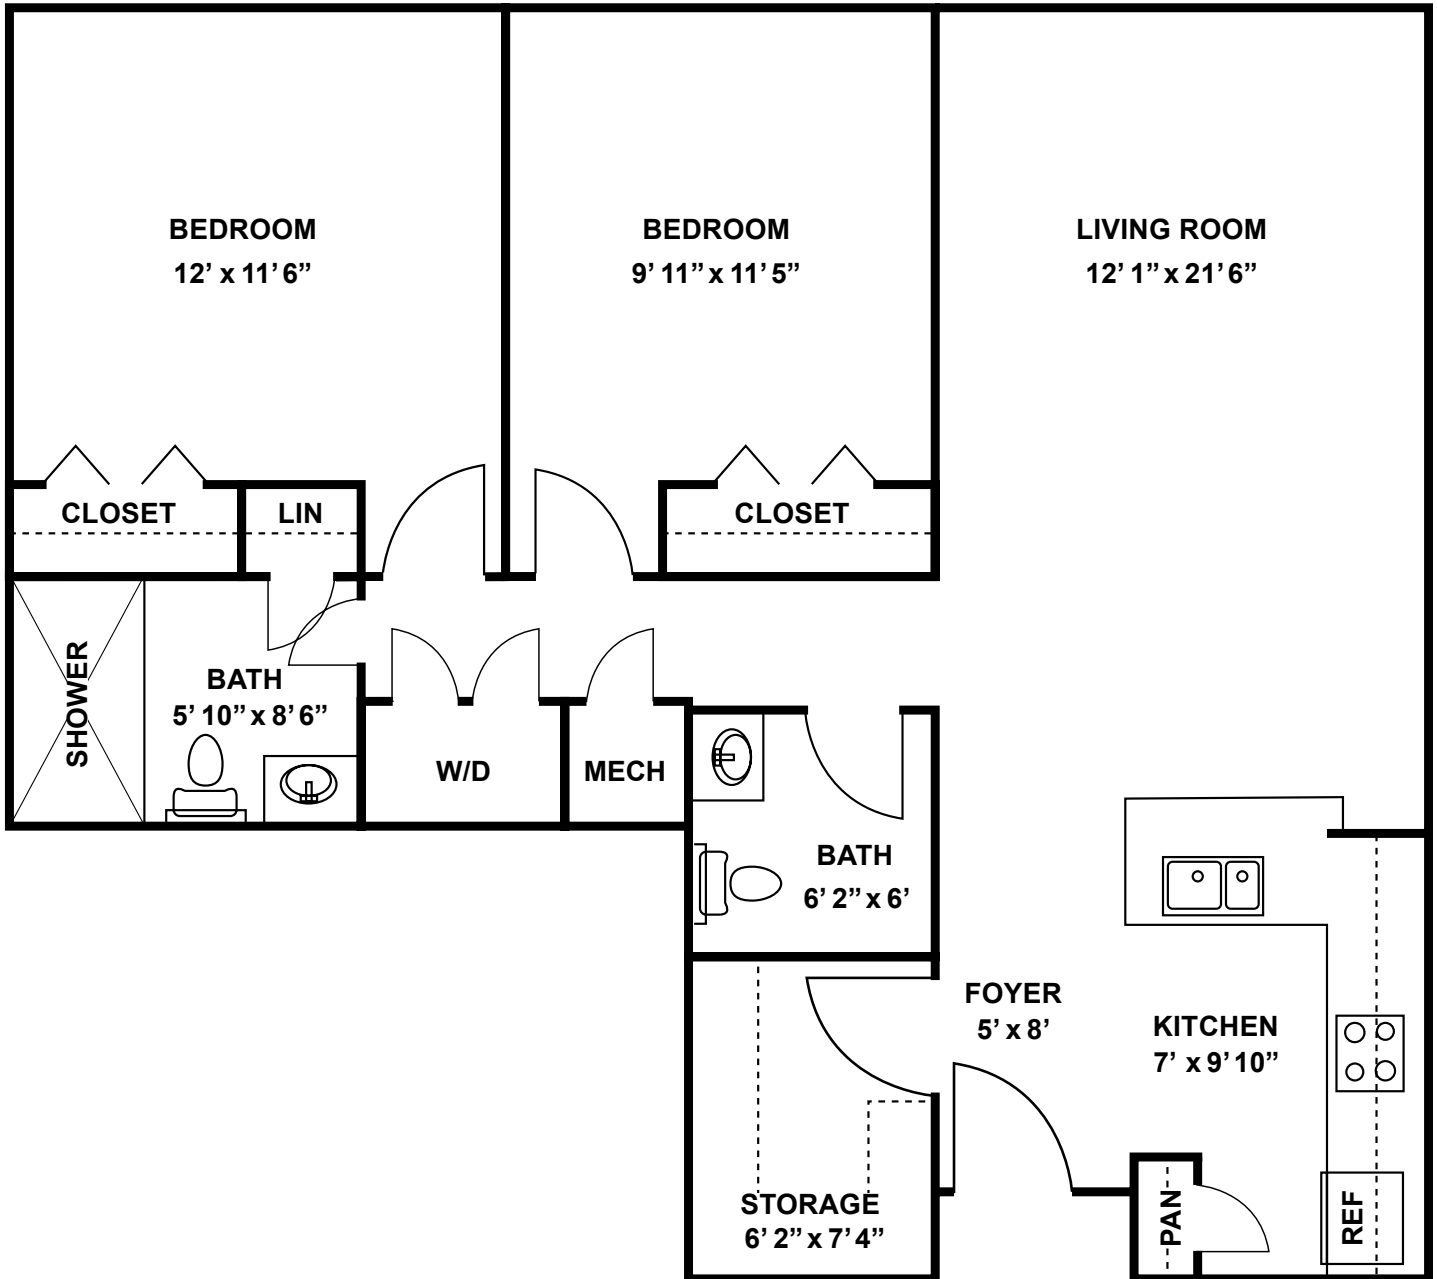 BEDROOM
12’ x 11’ 6”
BEDROOM
9’ 11” x 11’ 5”
LIVING ROOM
12’ 1” x 21’ 6”
CLOSET
LIN
CLOSET
SHOWER
BATH
5’ 10” x 8’ 6”
W/D
MECH
BATH
6’ 2” x 6’
FOYER
5’ x 8’
KITCHEN
7’ x 9’ 10”
STORAGE
6’ 2” x 7’ 4”
PAN
REF